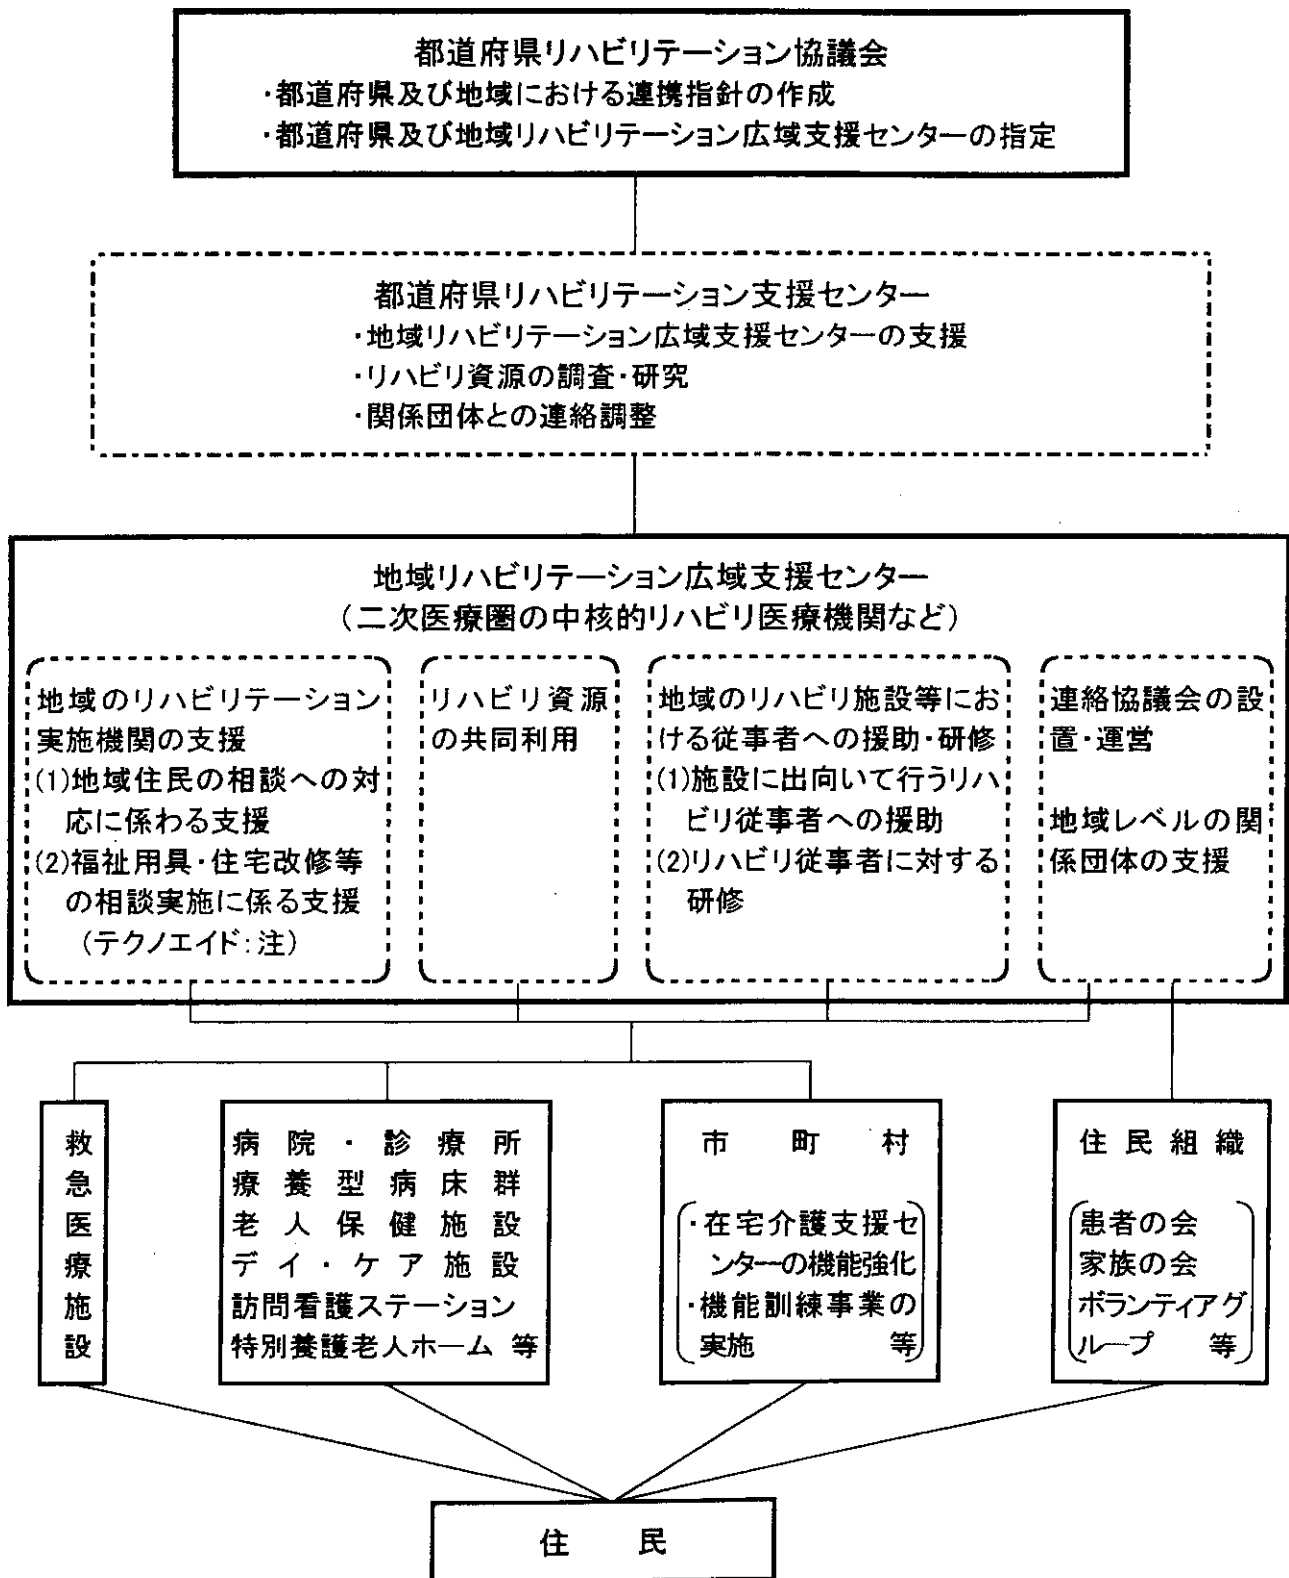 都道府県リハビリテーション協議会
・都道府県及び地域における連携指針の作成
・都道府県及び地域リハビリテーション広域支援センターの指定
都道府県リハビリテーション支援センター
・地域リハビリテーション広域支援センターの支援
・リハビリ資源の調査・研究
・関係団体との連絡調整
地域リハビリテーション広域支援センター
（二次医療圏の中核的リハビリ医療機関など）
地域のリハビリテーション
実施機関の支援
(1)地域住民の相談への対
応に係わる支援
(2)福祉用具・住宅改修等
の相談実施に係る支援
（テクノエイド：注）
リハビリ資源
の共同利用
地域のリハビリ施設等にお
ける従事者への援助・研修
(1)施設に出向いて行うリハ
ビリ従事者への援助
(2)リハビリ従事者に対する
研修
連絡協議会の設
置・運営
地域レベルの関
係団体の支援
救急医療施設
病院・診療所
療養型病床群
老人保健施設
デイ・ケア施設
訪問看護ステーション
特別養護老人ホーム 等
市町村
・在宅介護支援セ
ンターの機能強化
・機能訓練事業の
実施 等
住民組織
患者の会
家族の会
ボランティアグ
ループ 等
住民